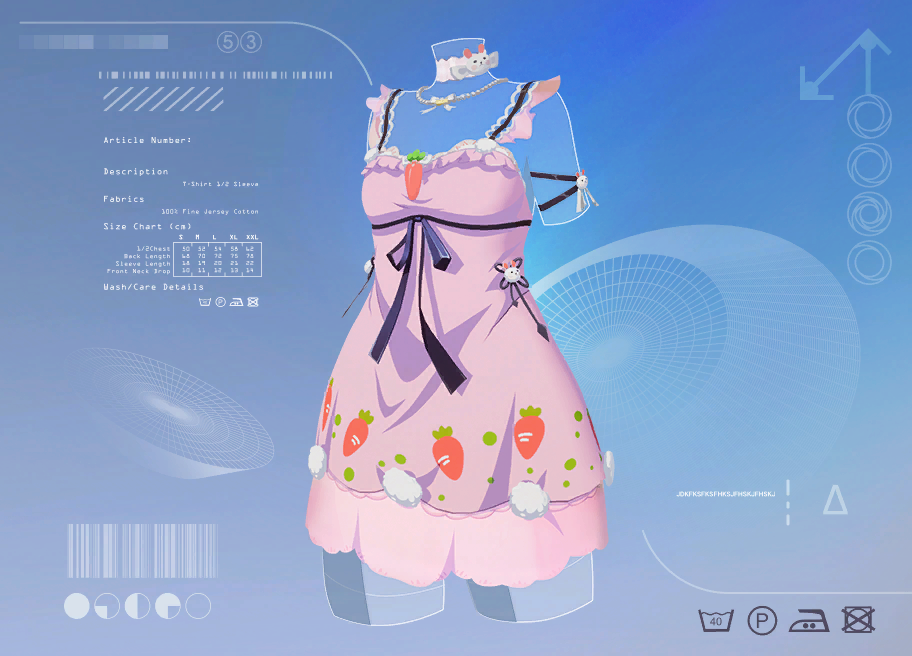 53
Article Number:
Description
T-Shirt 1/2 Sleeve
Fabrics
100% Fine Jersey Cotton
Size Chart (cm)
S M L XL XXL
1/2Chest 50 52 54 58 62
Back Length 68 70 72 75 78
Sleeve Length 18 19 20 21 22
Front Neck Drop 10 11 12 13 14
Wash/Care Details
P
JDKFKSFKSFHKSJFHSKJFHSKJ
Δ
40 P